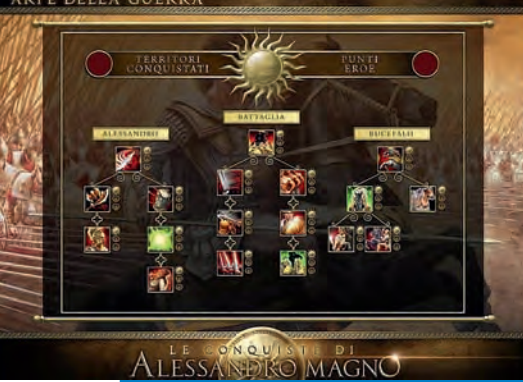 ARTE DELLA GUERRA
TERRITORI
CONQUISTATI
PUNTI
EROE
BATTAGLIA
ALESSANDRO
BUCEFALO
LE CONQUISTE DI
ALESSANDRO MAGNO